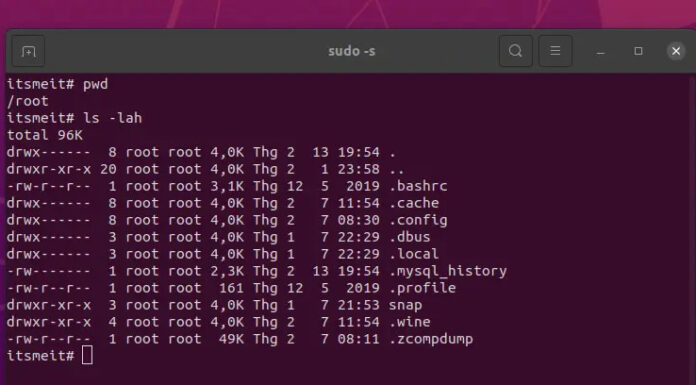 sudo -s
itsmeit# pwd
/root
itsmeit# ls -lah
total 96K
drwx------  8 root root 4,0K Thg 2  13 19:54 .
drwxr-xr-x 20 root root 4,0K Thg 2   1 23:58 ..
-rw-r--r--  1 root root 3,1K Thg 12  5  2019 .bashrc
drwx------  8 root root 4,0K Thg 2   7 11:54 .cache
drwx------  8 root root 4,0K Thg 2   7 08:30 .config
drwx------  3 root root 4,0K Thg 1   7 22:29 .dbus
drwx------  3 root root 4,0K Thg 1   7 22:29 .local
-rw-------  1 root root 2,3K Thg 2  13 19:54 .mysql_history
-rw-r--r--  1 root root  161 Thg 12  5  2019 .profile
drwxr-xr-x  3 root root 4,0K Thg 1   7 21:53 snap
drwxr-xr-x  4 root root 4,0K Thg 2   7 11:54 .wine
-rw-r--r--  1 root root  49K Thg 2   7 08:11 .zcompdump
itsmeit#